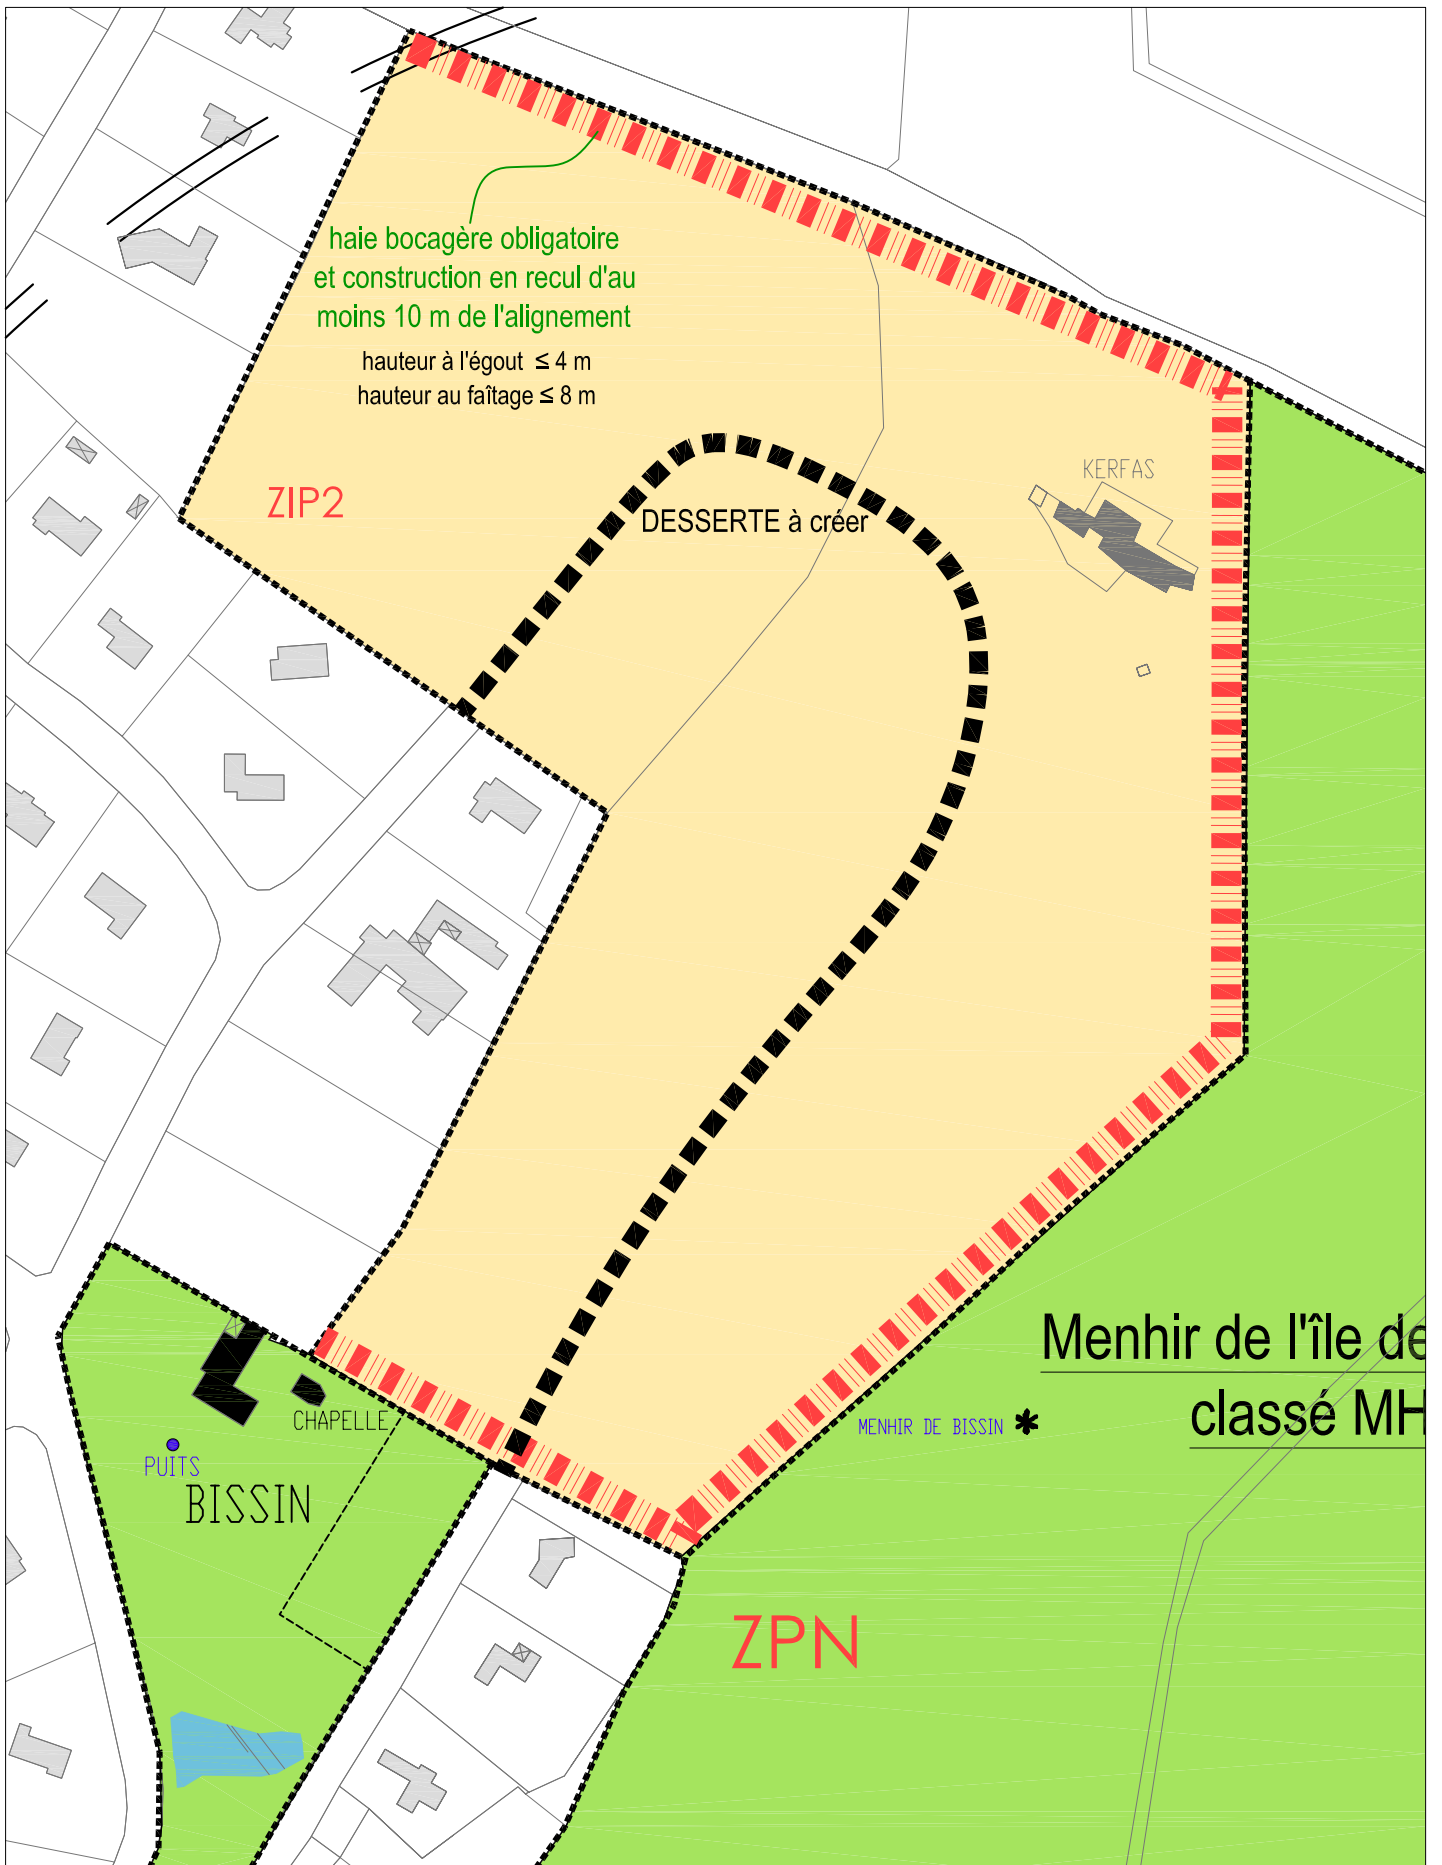 haie bocagère obligatoire
et construction en recul d'au
moins 10 m de l'alignement
hauteur à l'égout ≤ 4 m
hauteur au faîtage ≤ 8 m
KERFAS
ZIP2
DESSERTE à créer
Menhir de l'île de
classé MH
MENHIR DE BISSIN
CHAPELLE
PUITS
BISSIN
ZPN